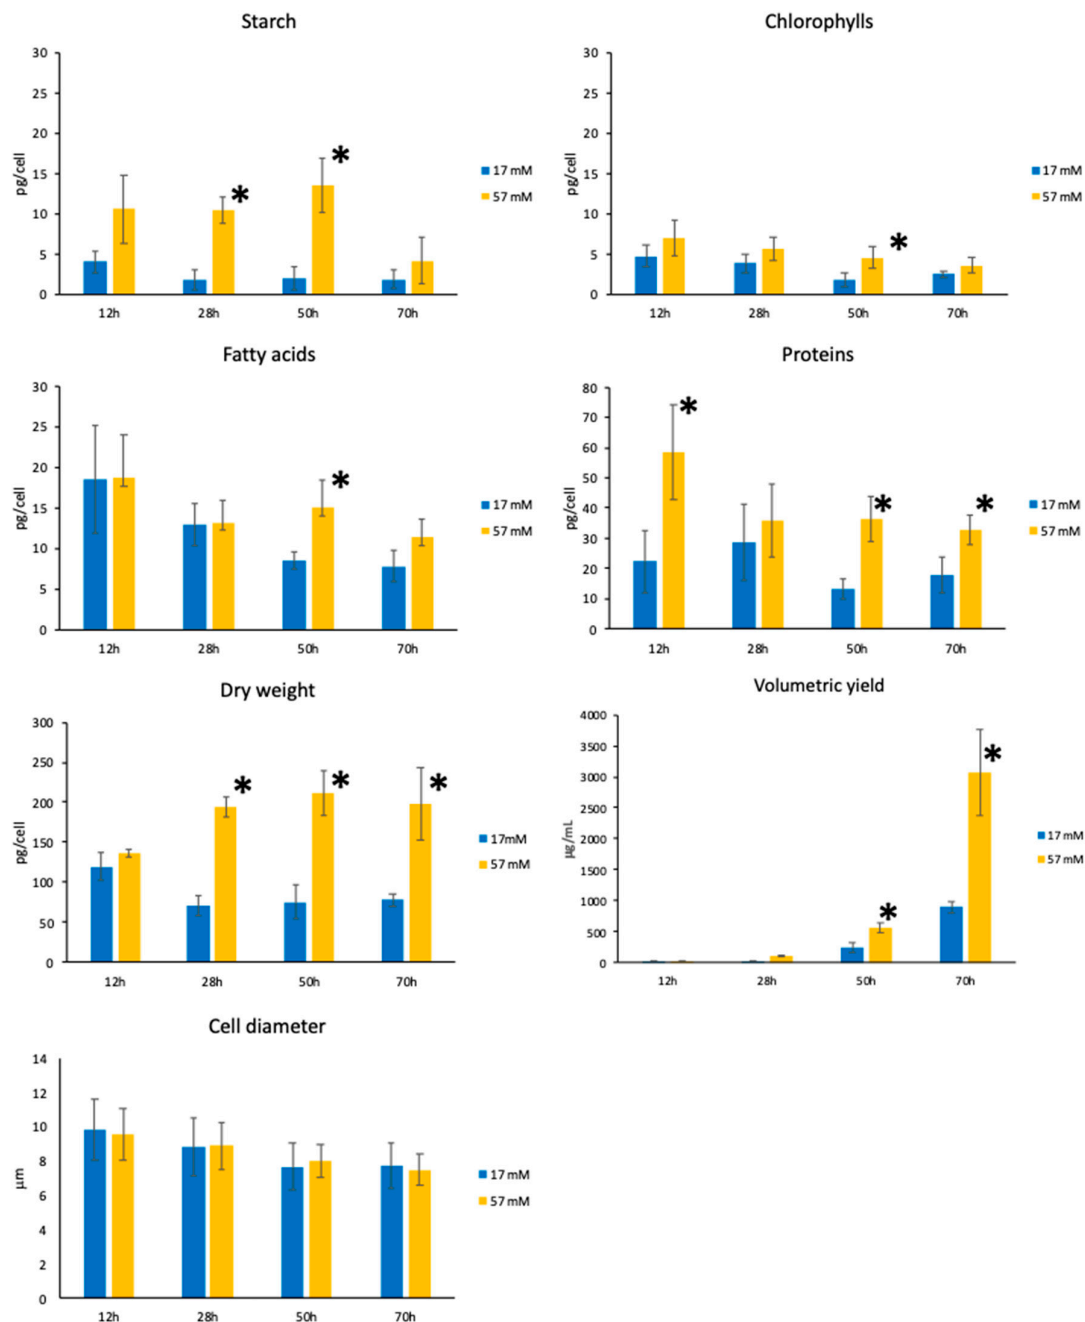 Starch
30
25
20
15
10
5
0
pg/cell
*
*
12h 28h 50h 70h
17 mM
57 mM
Chlorophylls
30
25
20
15
10
5
0
pg/cell
*
12h 28h 50h 70h
17 mM
57 mM
Fatty acids
30
25
20
15
10
5
0
pg/cell
*
12h 28h 50h 70h
17 mM
57 mM
Proteins
80
70
60
50
40
30
20
10
0
pg/cell
*
*
*
12h 28h 50h 70h
17 mM
57 mM
Dry weight
300
250
200
150
100
50
0
pg/cell
*
*
*
12h 28h 50h 70h
17mM
57 mM
Volumetric yield
4000
3500
3000
2500
2000
1500
1000
500
0
µg/mL
*
*
12h 28h 50h 70h
17 mM
57 mM
Cell diameter
14
12
10
8
6
4
2
0
µm
12h 28h 50h 70h
17 mM
57 mM